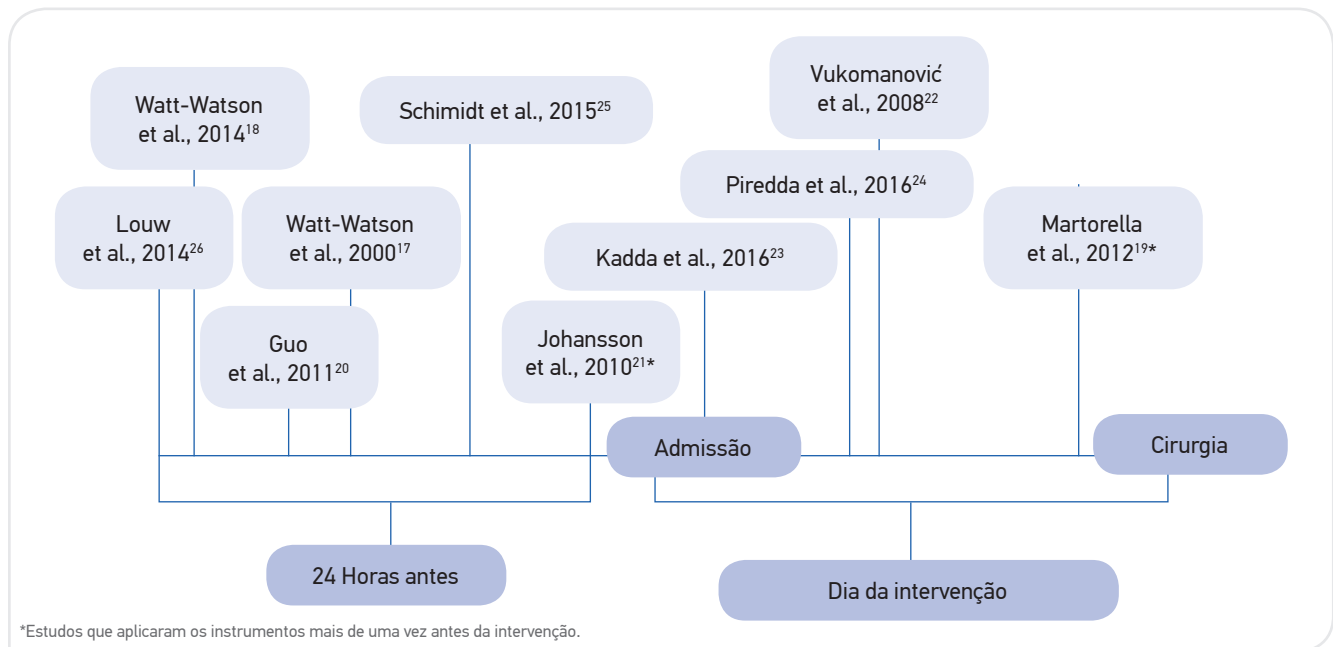 Watt-Watson
et al., 2014¹⁸
Schimidt et al., 2015²⁵
Vukomanović
et al., 2008²²
Louw
et al., 2014²⁶
Watt-Watson
et al., 2000¹⁷
Piredda et al., 2016²⁴
Kadda et al., 2016²³
Martorella
et al., 2012¹⁹*
Guo
et al., 2011²⁰
Johansson
et al., 2010²¹*
Admissão
Cirurgia
24 Horas antes
Dia da intervenção
*Estudos que aplicaram os instrumentos mais de uma vez antes da intervenção.